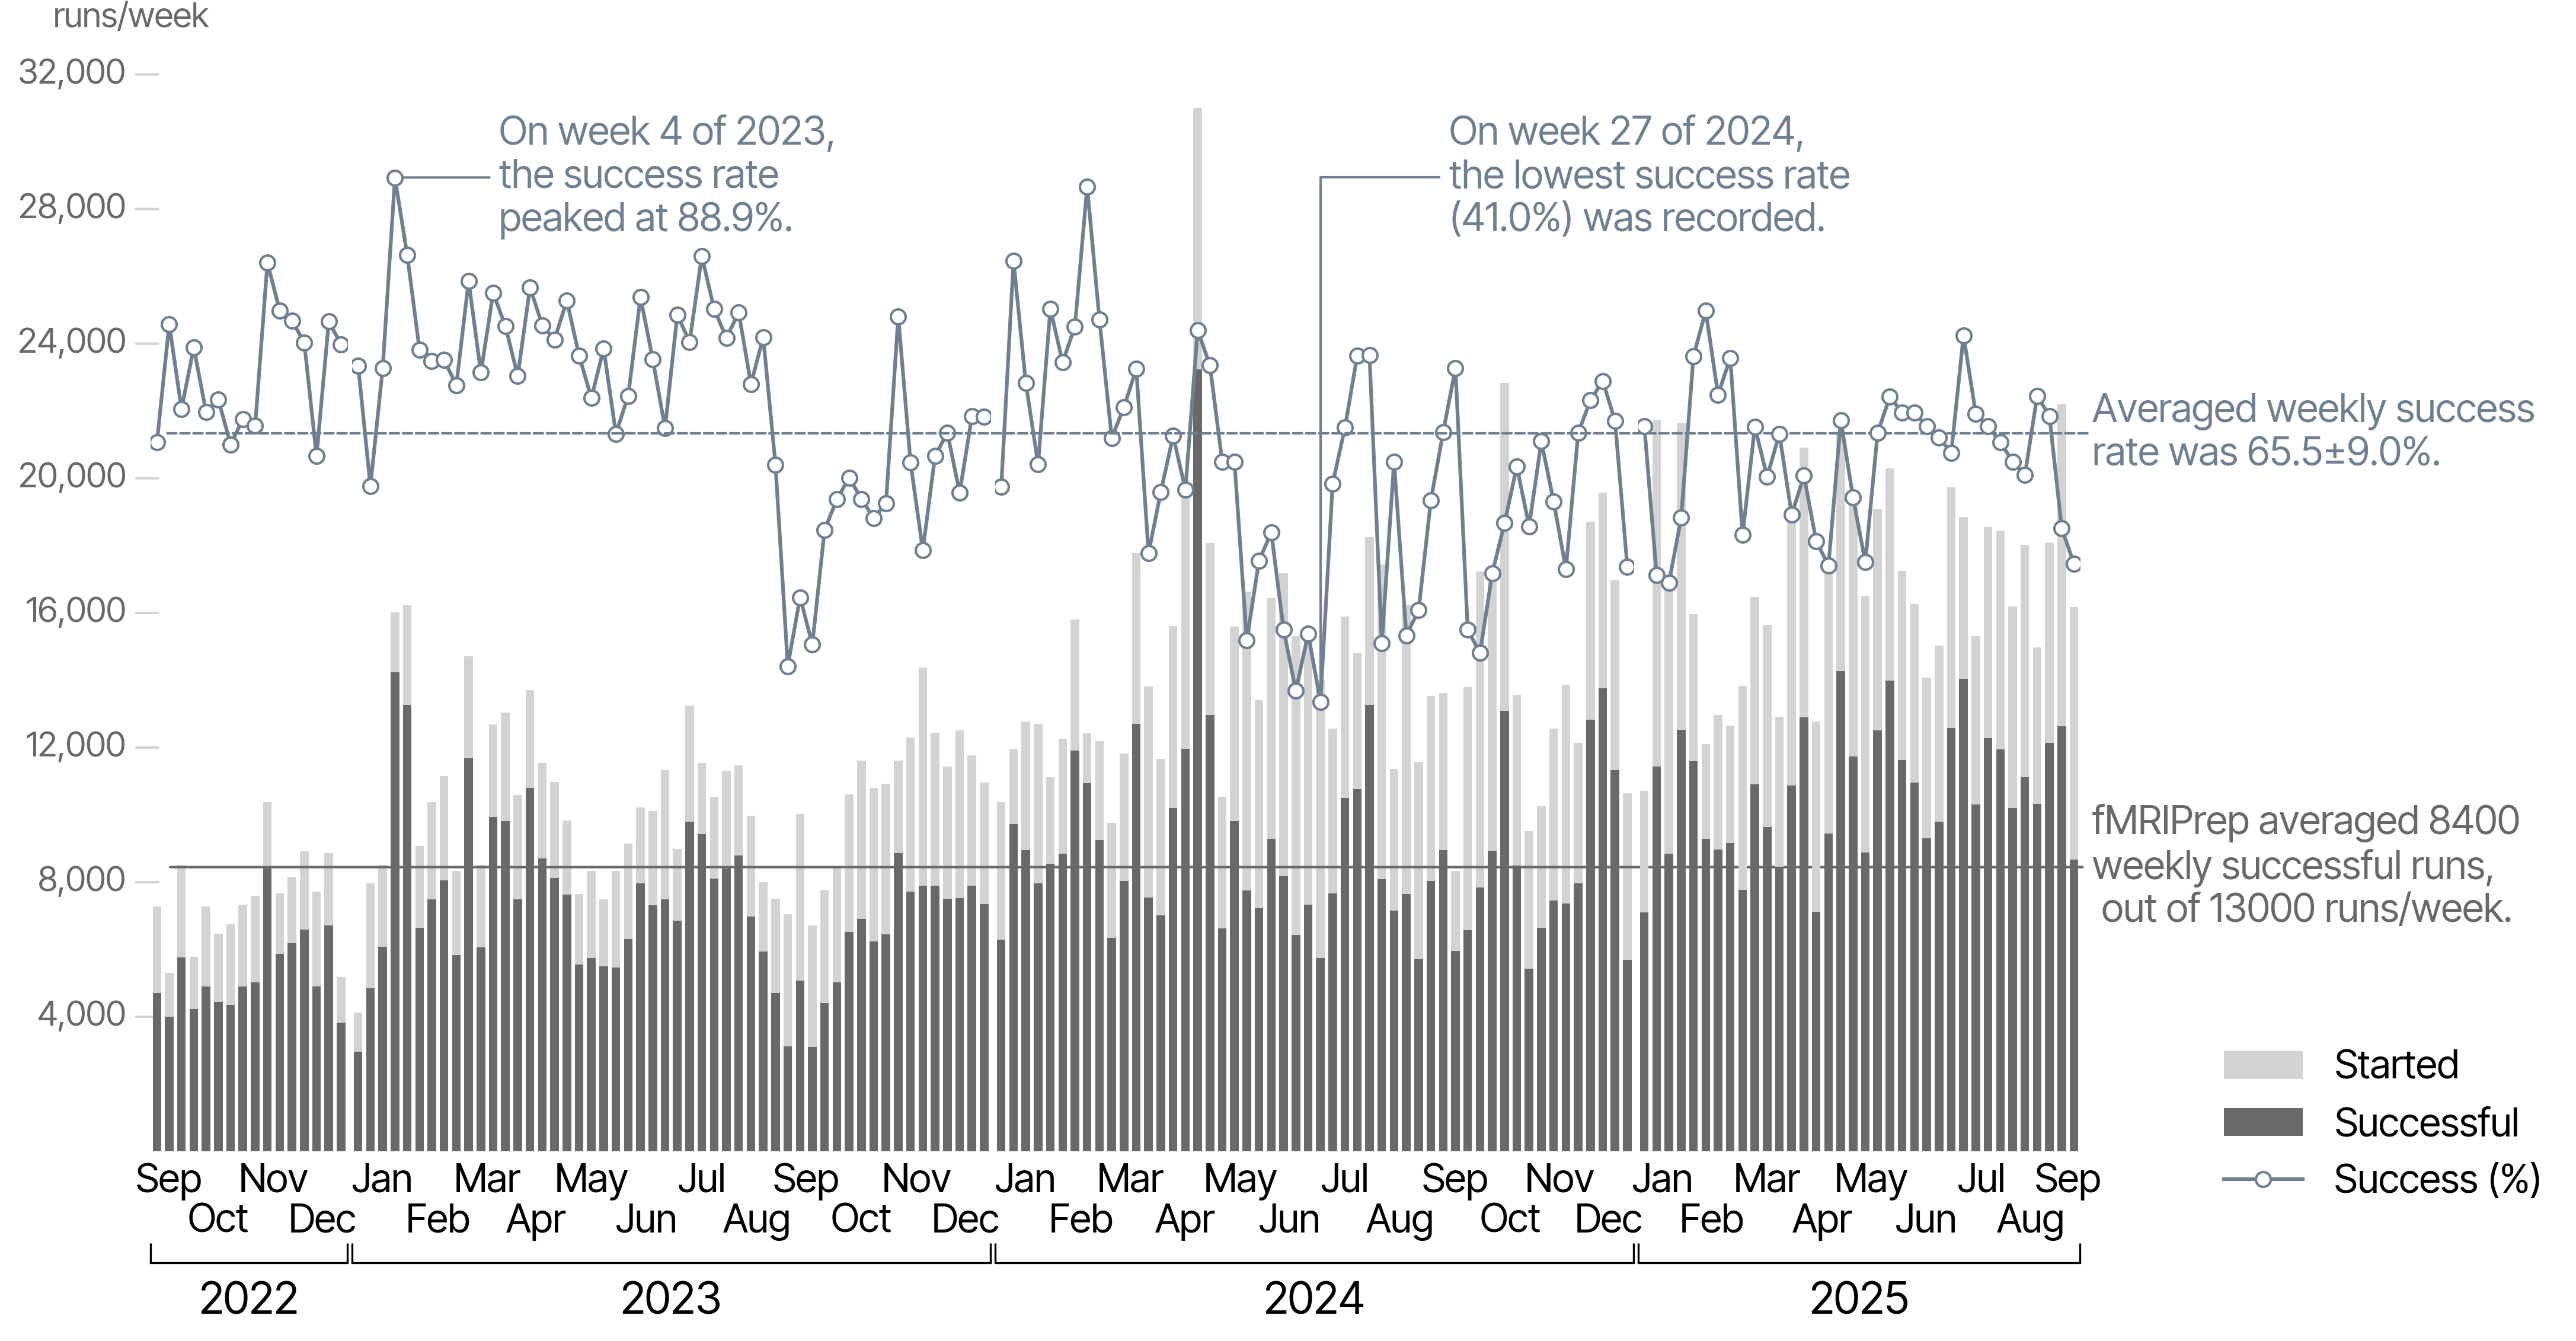 runs/week
32,000
On week 4 of 2023,
the success rate
peaked at 88.9%.
On week 27 of 2024,
the lowest success rate
(41.0%) was recorded.
28,000
24,000
Averaged weekly success
rate was 65.5±9.0%.
20,000
16,000
12,000
fMRIPrep averaged 8400
weekly successful runs,
out of 13000 runs/week.
8,000
4,000
Started
Successful
Success (%)
Sep Nov Jan Mar May Jul Sep Nov Jan Mar May Jul Sep Nov Jan Mar May Jul Sep
Oct Dec Feb Apr Jun Aug Oct Dec Feb Apr Jun Aug Oct Dec Feb Apr Jun Aug
2022 2023 2024 2025